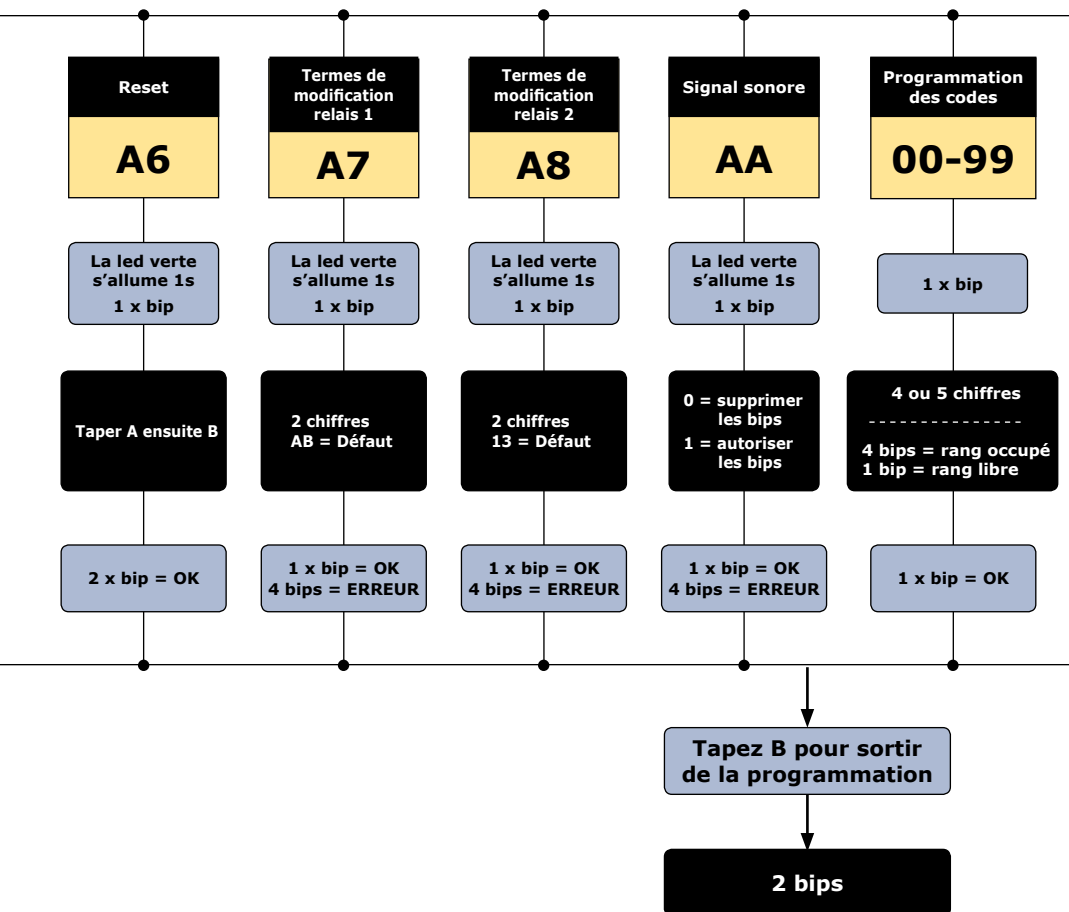 Reset
A6
La led verte
s’allume 1s
1 x bip
Taper A ensuite B
2 x bip = OK
Termes de
modification
relais 1
A7
La led verte
s’allume 1s
1 x bip
2 chiffres
AB = Défaut
1 x bip = OK
4 bips = ERREUR
Termes de
modification
relais 2
A8
La led verte
s’allume 1s
1 x bip
2 chiffres
13 = Défaut
1 x bip = OK
4 bips = ERREUR
Signal sonore
AA
La led verte
s’allume 1s
1 x bip
0 = supprimer
les bips
1 = autoriser
les bips
1 x bip = OK
4 bips = ERREUR
Programmation
des codes
00-99
1 x bip
4 ou 5 chiffres
- - - - - - - - - - - - - - -
4 bips = rang occupé
1 bip = rang libre
1 x bip = OK
Tapez B pour sortir
de la programmation
2 bips